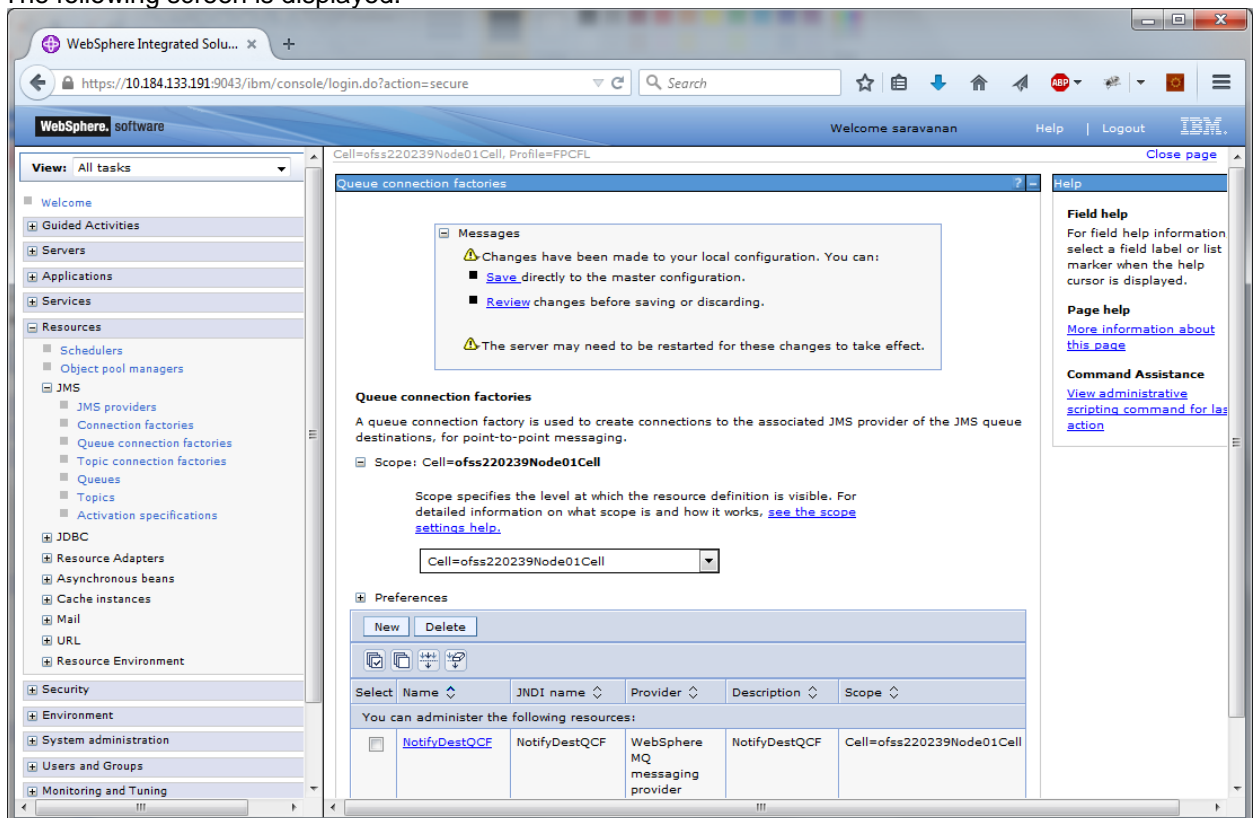 The following screen is displayed.
WebSphere Integrated Solu... × +
https://10.184.133.191:9043/ibm/console/login.do?action=secure
Search
ABP
WebSphere. software
Welcome saravanan
Help | Logout
IBM.
View: All tasks
Welcome
Guided Activities
Servers
Applications
Services
Resources
Schedulers
Object pool managers
JMS
JMS providers
Connection factories
Queue connection factories
Topic connection factories
Queues
Topics
Activation specifications
JDBC
Resource Adapters
Asynchronous beans
Cache instances
Mail
URL
Resource Environment
Security
Environment
System administration
Users and Groups
Monitoring and Tuning
Cell=ofss220239Node01Cell, Profile=FPCFL
Close page
Queue connection factories
? -
Messages
Changes have been made to your local configuration. You can:
Save directly to the master configuration.
Review changes before saving or discarding.
The server may need to be restarted for these changes to take effect.
Queue connection factories
A queue connection factory is used to create connections to the associated JMS provider of the JMS queue
destinations, for point-to-point messaging.
Scope: Cell=ofss220239Node01Cell
Scope specifies the level at which the resource definition is visible. For
detailed information on what scope is and how it works, see the scope
settings help.
Cell=ofss220239Node01Cell
Preferences
New Delete
Select Name JNDI name Provider Description Scope
You can administer the following resources:
NotifyDestQCF NotifyDestQCF WebSphere NotifyDestQCF Cell=ofss220239Node01Cell
MQ
messaging
provider
Help
Field help
For field help information,
select a field label or list
marker when the help
cursor is displayed.
Page help
More information about
this page
Command Assistance
View administrative
scripting command for las
action